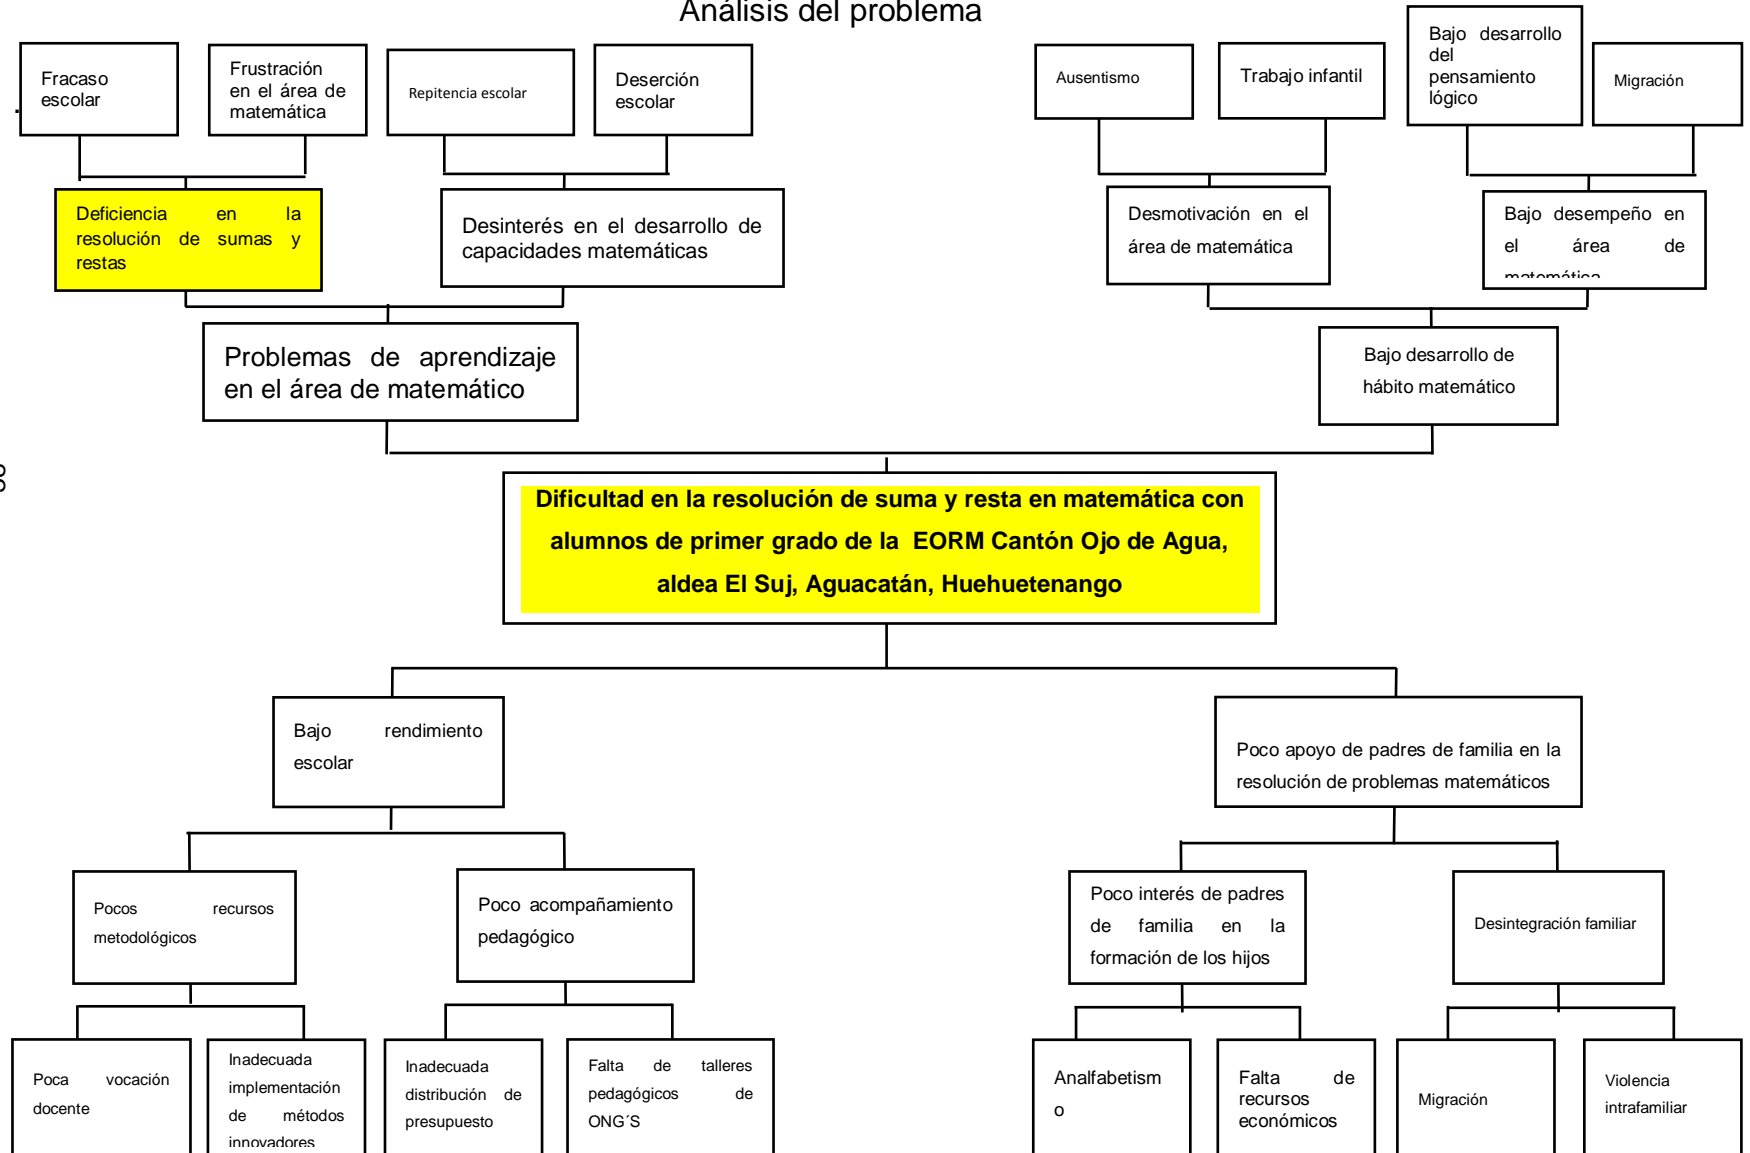 Análisis del problema
Fracaso
escolar
Frustración
en el área de
matemática
Repitencia escolar
Deserción
escolar
Ausentismo
Trabajo infantil
Bajo desarrollo
del
pensamiento
lógico
Migración
.
Deficiencia en la
resolución de sumas y
restas
Desinterés en el desarrollo de
capacidades matemáticas
Desmotivación en el
área de matemática
Bajo desempeño en
el área de
matemática
Problemas de aprendizaje
en el área de matemático
Bajo desarrollo de
hábito matemático
Dificultad en la resolución de suma y resta en matemática con
alumnos de primer grado de la EORM Cantón Ojo de Agua,
aldea El Suj, Aguacatán, Huehuetenango
Bajo rendimiento
escolar
Poco apoyo de padres de familia en la
resolución de problemas matemáticos
Pocos recursos
metodológicos
Poco acompañamiento
pedagógico
Poco interés de padres
de familia en la
formación de los hijos
Desintegración familiar
Poca vocación
docente
Inadecuada
implementación
de métodos
innovadores
Inadecuada
distribución de
presupuesto
Falta de talleres
pedagógicos de
ONG´S
Analfabetism
o
Falta de
recursos
económicos
Migración
Violencia
intrafamiliar